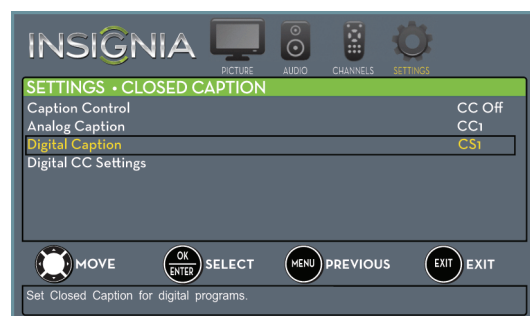 INSIGNIA
PICTURE AUDIO CHANNELS SETTINGS
SETTINGS • CLOSED CAPTION
Caption Control CC Off
Analog Caption CC1
Digital Caption CS1
Digital CC Settings
MOVE OK ENTER SELECT MENU PREVIOUS EXIT EXIT
Set Closed Caption for digital programs.